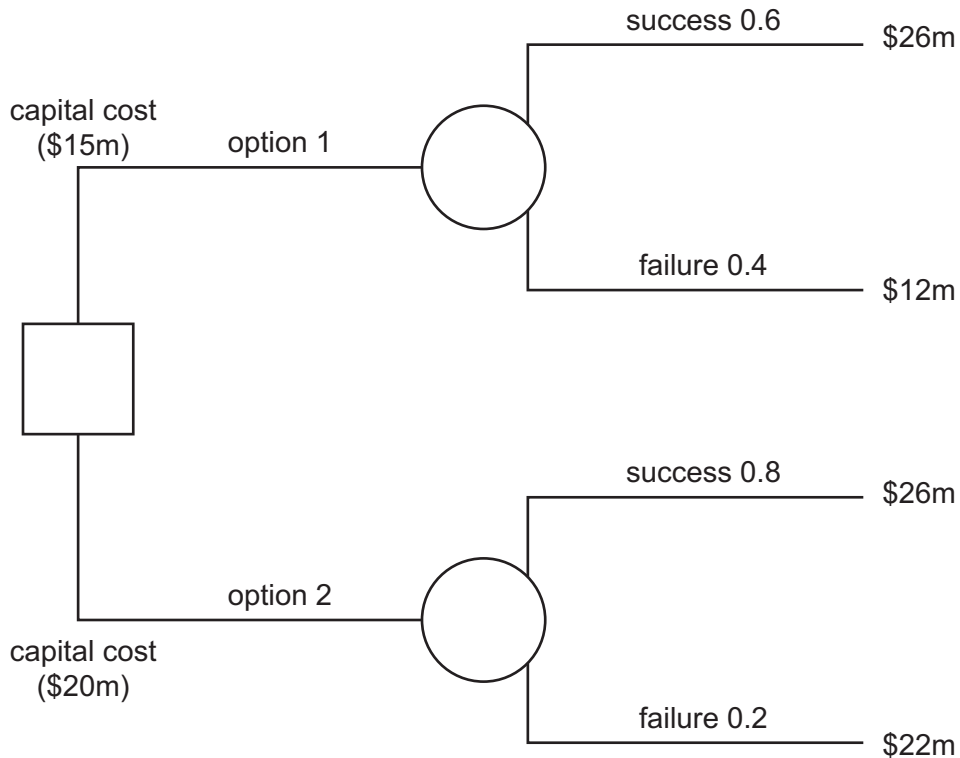 success 0.6
$26m
capital cost
($15m)
option 1
failure 0.4
$12m
success 0.8
$26m
option 2
capital cost
($20m)
failure 0.2
$22m